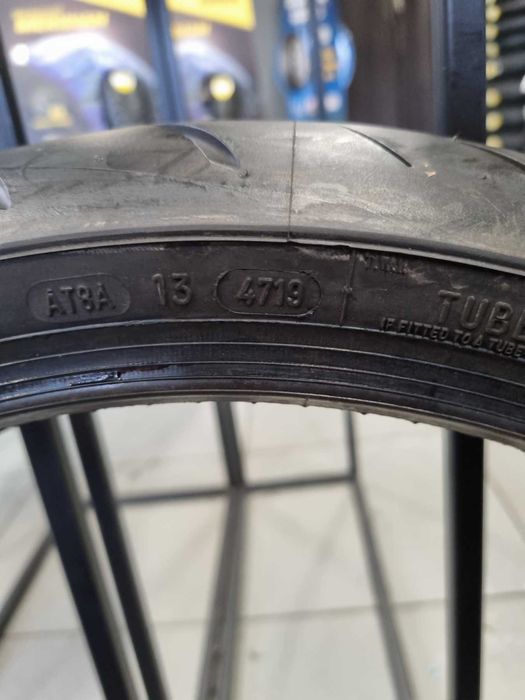 AT8A 13 4719
TUBE
IF FITTED TO A TUBE